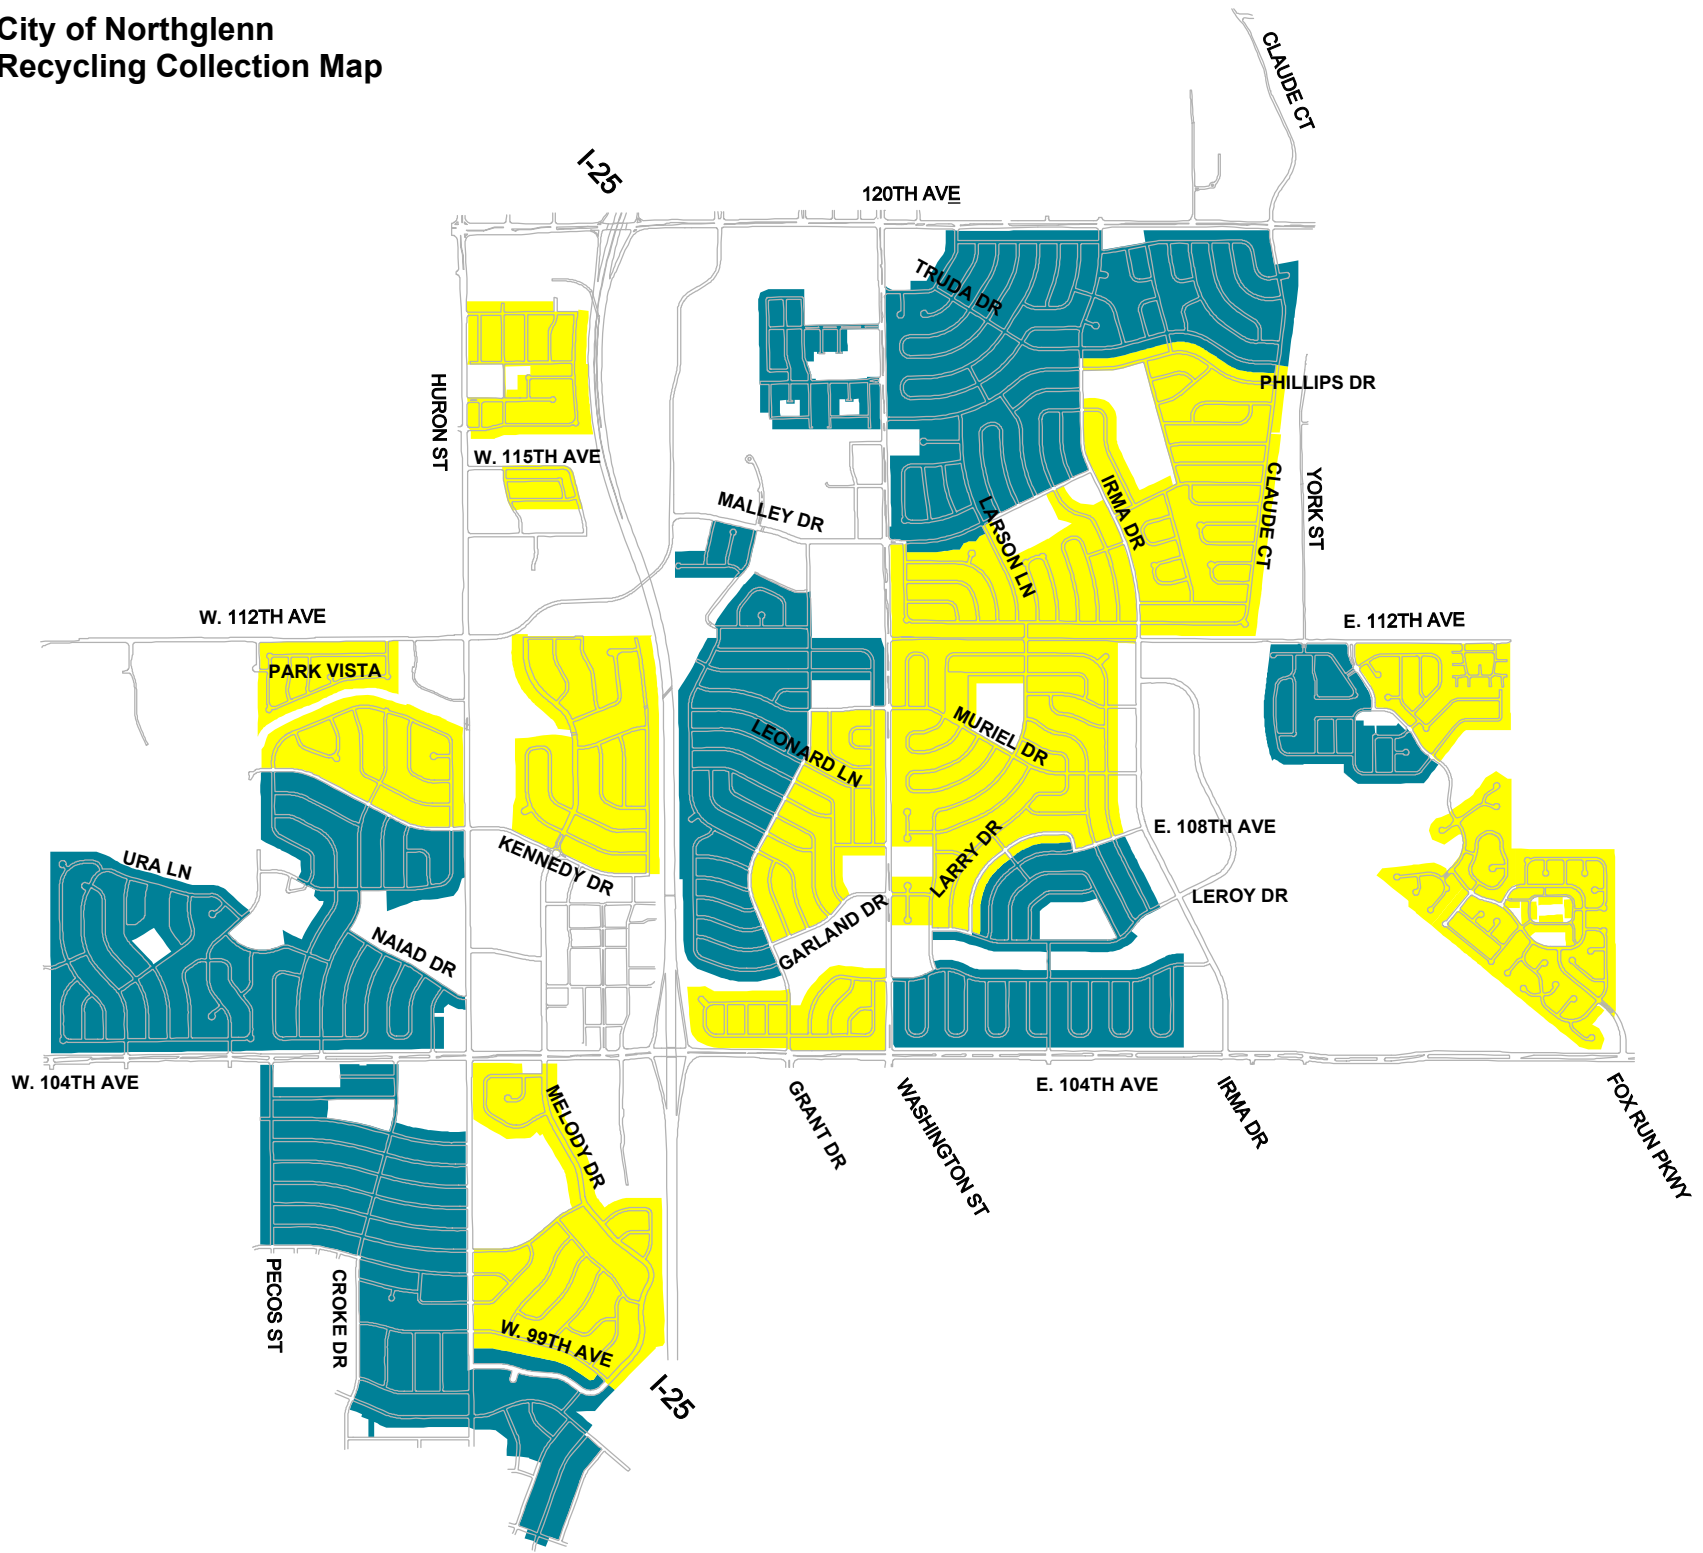 City of Northglenn
Recycling Collection Map
CLAUDE CT
I-25
120TH AVE
TRUDA DR
PHILLIPS DR
HURON ST
W. 115TH AVE
MALLEY DR
LARSON LN
IRMA DR
CLAUDE CT
YORK ST
W. 112TH AVE
E. 112TH AVE
PARK VISTA
LEONARD LN
MURIEL DR
E. 108TH AVE
KENNEDY DR
LARRY DR
URA LN
LEROY DR
GARLAND DR
NAIAD DR
W. 104TH AVE
E. 104TH AVE
MELODY DR
GRANT DR
WASHINGTON ST
IRMA DR
FOX RUN PKWY
PECOS ST
CROKE DR
W. 99TH AVE
I-25